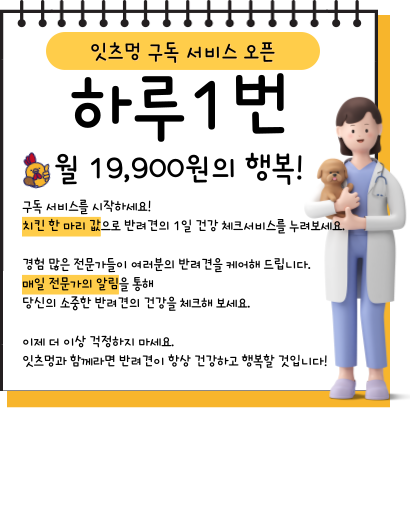 잇츠멍 구독 서비스 오픈
하루1번
월 19,900원의 행복!
구독 서비스를 시작하세요!
치킨 한 마리 값으로 반려견의 1일 건강 체크서비스를 누려보세요.
경험 많은 전문가들이 여러분의 반려견을 케어해 드립니다.
매일 전문가의 알림을 통해
당신의 소중한 반려견의 건강을 체크해 보세요.
이제 더 이상 걱정하지 마세요.
잇츠멍과 함께라면 반려견이 항상 건강하고 행복할 것입니다!